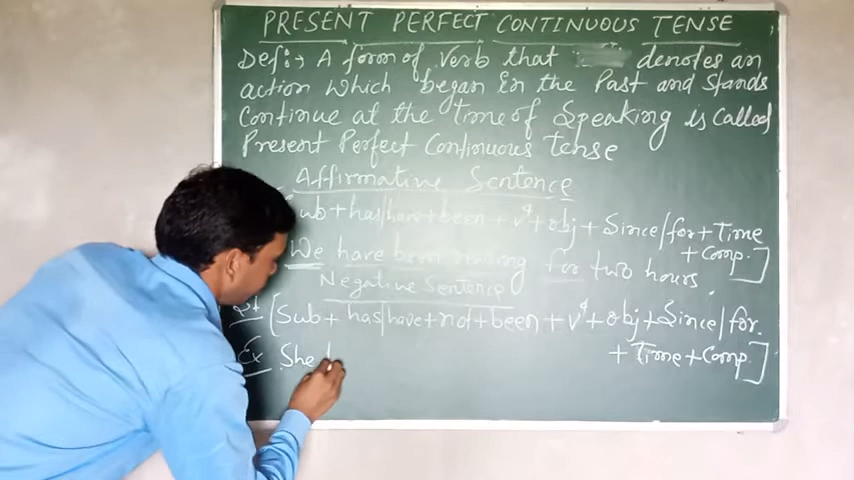 PRESENT PERFECT CONTINUOUS TENSE
Def:→ A form of verb that denotes an
action which began in the Past and stands
Continue at the time of Speaking is called
Present Perfect Continuous tense
Affirmative Sentence
Sub + has/have + been + V⁴ + obj + Since/for + Time
+ Comp.]
We have been reading for two hours.
Negative Sentence
St [Sub + has/have + not + been + V⁴ + obj + Since/for.
+ Time + Comp.]
Ex She